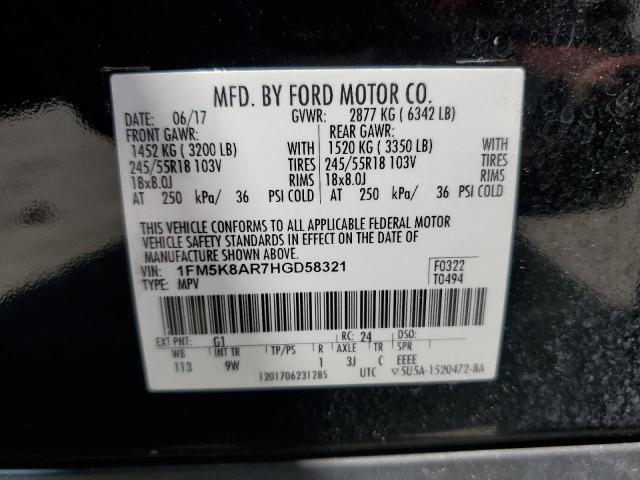 MFD. BY FORD MOTOR CO.
DATE: 06/17 GVWR: 2877 KG ( 6342 LB)
FRONT GAWR: REAR GAWR:
1452 KG ( 3200 LB) WITH 1520 KG ( 3350 LB) WITH
245/55R18 103V TIRES 245/55R18 103V TIRES
18x8.0J RIMS 18x8.0J RIMS
AT 250 kPa/ 36 PSI COLD AT 250 kPa/ 36 PSI COLD
THIS VEHICLE CONFORMS TO ALL APPLICABLE FEDERAL MOTOR
VEHICLE SAFETY STANDARDS IN EFFECT ON THE DATE OF
MANUFACTURE SHOWN ABOVE.
VIN: 1FM5K8AR7HGD58321 F0322
TYPE: MPV T0494
EXT PNT: G1 RC: 24 DSO:
WB INT TR TP/PS R AXLE TR SPR
113 9W 1 3J C EEEE
1201706231285 UTC ▽5U5A-1520472-BA